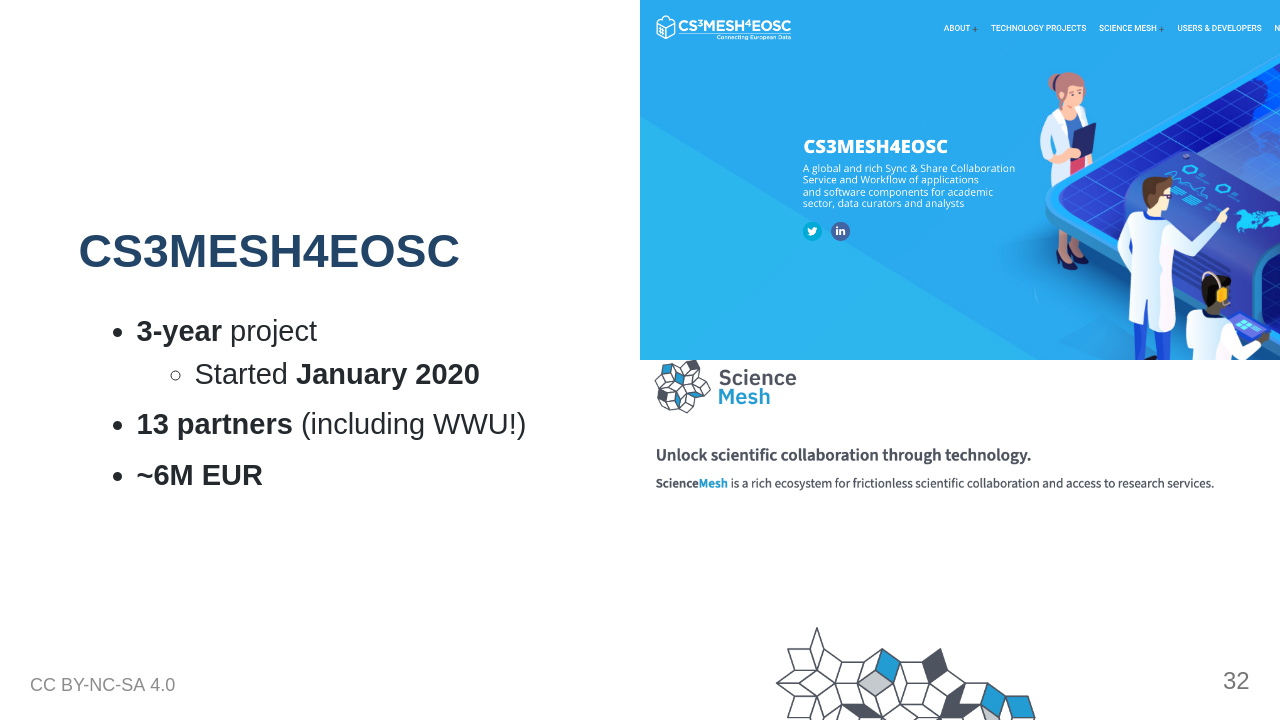 CS3MESH4EOSC
3-year project
Started January 2020
13 partners (including WWU!)
~6M EUR
CC BY-NC-SA 4.0
CS3MESH4EOSC
Connecting European Data
ABOUT + TECHNOLOGY PROJECTS SCIENCE MESH + USERS & DEVELOPERS N
CS3MESH4EOSC
A global and rich Sync & Share Collaboration
Service and Workflow of applications
and software components for academic
sector, data curators and analysts
in
Science
Mesh
Unlock scientific collaboration through technology.
ScienceMesh is a rich ecosystem for frictionless scientific collaboration and access to research services.
32